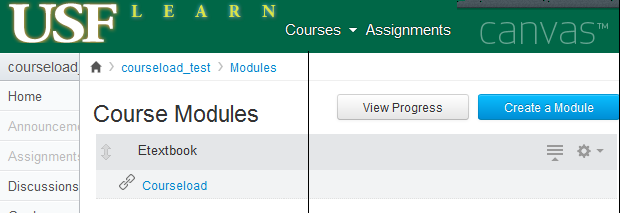 USF LEARN
Courses Assignments canvas™
courseload_ courseload_test Modules
Home
Announceme
Assignments
Discussions
Course Modules View Progress Create a Module
Etextbook
Courseload